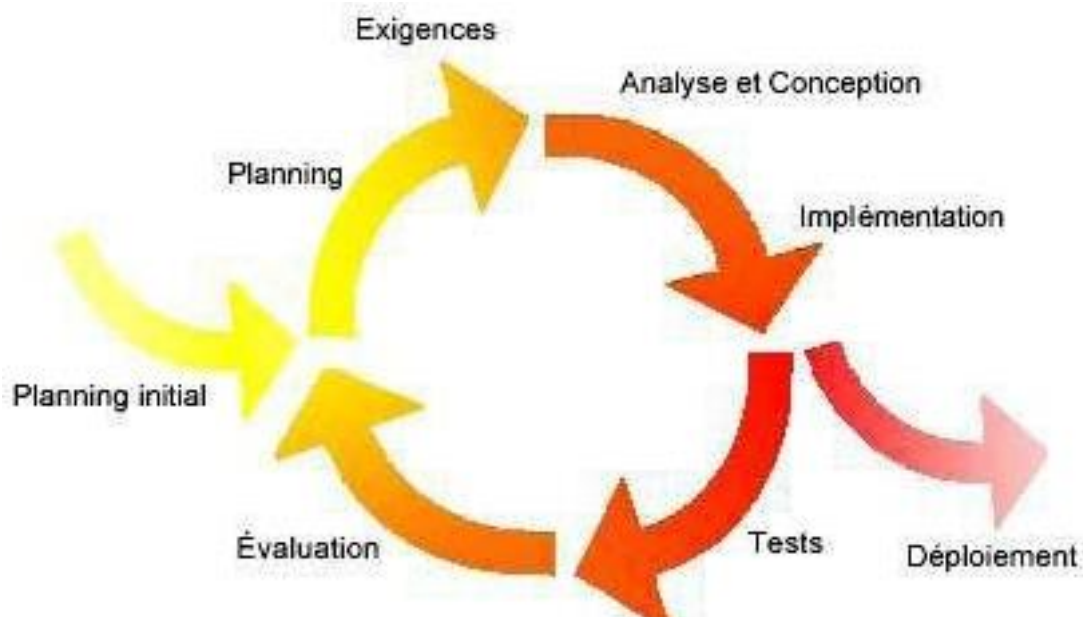 Exigences
Analyse et Conception
Planning
Implémentation
Planning initial
Évaluation
Tests
Déploiement